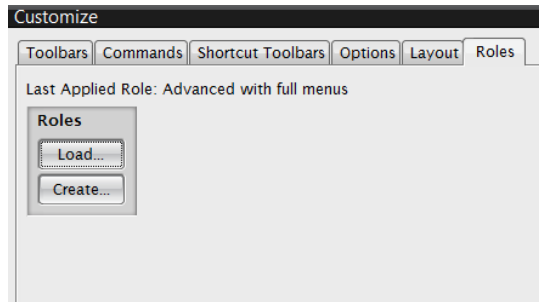 Customize
Toolbars Commands Shortcut Toolbars Options Layout Roles
Last Applied Role: Advanced with full menus
Roles
Load...
Create...